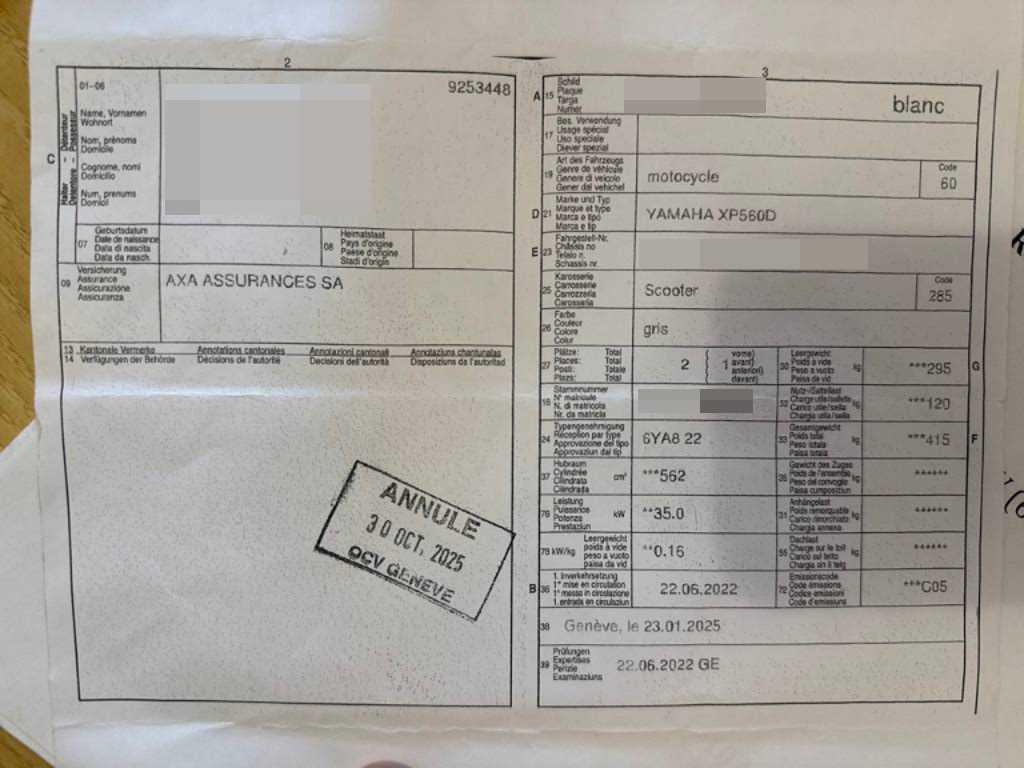 2
01-06
9253448
Halter Détenteur
Detentore Possessur
C
Name, Vornamen
Wohnort
Nom, prénoms
Domicile
Cognome, nomi
Domicilio
Num, prenums
Domicil
07
Geburtsdatum
Date de naissance
Data di nascita
Data da nasch.
08
Heimatstaat
Pays d'origine
Paese d'origine
Stadi d'origin
09
Versicherung
Assurance
Assicurazione
Assicuranza
AXA ASSURANCES SA
13 Kantonale Vermerke Annotations cantonales Annotazioni cantonali Annotaziuns chantunalas
14 Verfügungen der Behörde Décisions de l'autorité Decisioni dell'autorità Disposiziuns da l'autoritad
ANNULE
30 OCT. 2025
OCV GENEVE
3
A 15
Schild
Plaque
Targa
Numer
blanc
17
Bes. Verwendung
Usage spécial
Uso speciale
Diever spezial
19
Art des Fahrzeugs
Genre de véhicule
Genere di veicolo
Gener dal vehichel
motocycle
Code
60
D 21
Marke und Typ
Marque et type
Marca e tipo
Marca e tip
YAMAHA XP560D
E 23
Fahrgestell-Nr.
Châssis no
Telaio n.
Schassis nr.
25
Karosserie
Carrosserie
Carrozzeria
Carossaria
Scooter
Code
285
26
Farbe
Couleur
Colore
Colur
gris
27
Plätze: Total
Places: Total
Posti: Totale
Plazs: Total
2
1
vorne)
avant)
anteriori)
davant)
30
Leergewicht
Poids à vide
Peso a vuoto
Paisa da vid
kg
***295
G
18
Stammnummer
N° matricule
N. di matricola
Nr. da matricla
32
Nutz-/Sattellast
Charge utile/sellette
Carico utile/sella
Chargia utila/sella
kg
***120
24
Typengenehmigung
Réception par type
Approvazione del tipo
Approvaziun dal tip
6YA8 22
33
Gesamtgewicht
Poids total
Peso totale
Paisa totala
kg
***415
F
37
Hubraum
Cylindrée
Cilindrata
Cilindrada
cm³
***562
35
Gewicht des Zuges
Poids de l'ensemble
Peso del convoglio
Paisa cumposiziun
kg
******
76
Leistung
Puissance
Potenza
Prestaziun
kW
**35.0
31
Anhängelast
Poids remorquable
Carico rimorchiato
Chargia annexa
kg
******
78 kW/kg
Leergewicht
poids à vide
peso a vuoto
paisa da vid
**0.16
55
Dachlast
Charge sur le toit
Carico sul tetto
Chargia sin il tetg
kg
******
B 36
1. Inverkehrsetzung
1re mise en circulation
1a messa in circolazione
1. entrada en circulaziun
22.06.2022
72
Emissionscode
Code émissions
Codice emissioni
Code d'emissiuns
***G05
38 Genève, le 23.01.2025
39
Prüfungen
Expertises
Perizie
Examinaziuns
22.06.2022 GE